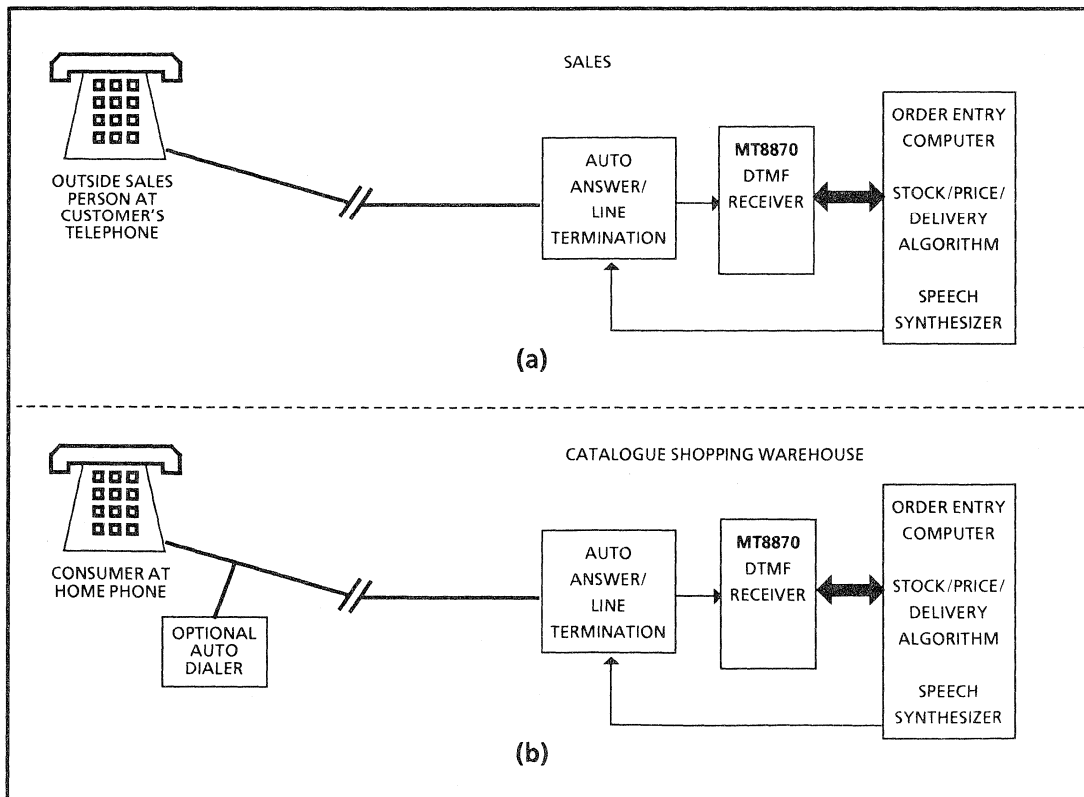 SALES
OUTSIDE SALES
PERSON AT
CUSTOMER'S
TELEPHONE
AUTO
ANSWER/
LINE
TERMINATION
MT8870
DTMF
RECEIVER
ORDER ENTRY
COMPUTER
STOCK/PRICE/
DELIVERY
ALGORITHM
SPEECH
SYNTHESIZER
(a)
CATALOGUE SHOPPING WAREHOUSE
CONSUMER AT
HOME PHONE
OPTIONAL
AUTO
DIALER
AUTO
ANSWER/
LINE
TERMINATION
MT8870
DTMF
RECEIVER
ORDER ENTRY
COMPUTER
STOCK/PRICE/
DELIVERY
ALGORITHM
SPEECH
SYNTHESIZER
(b)